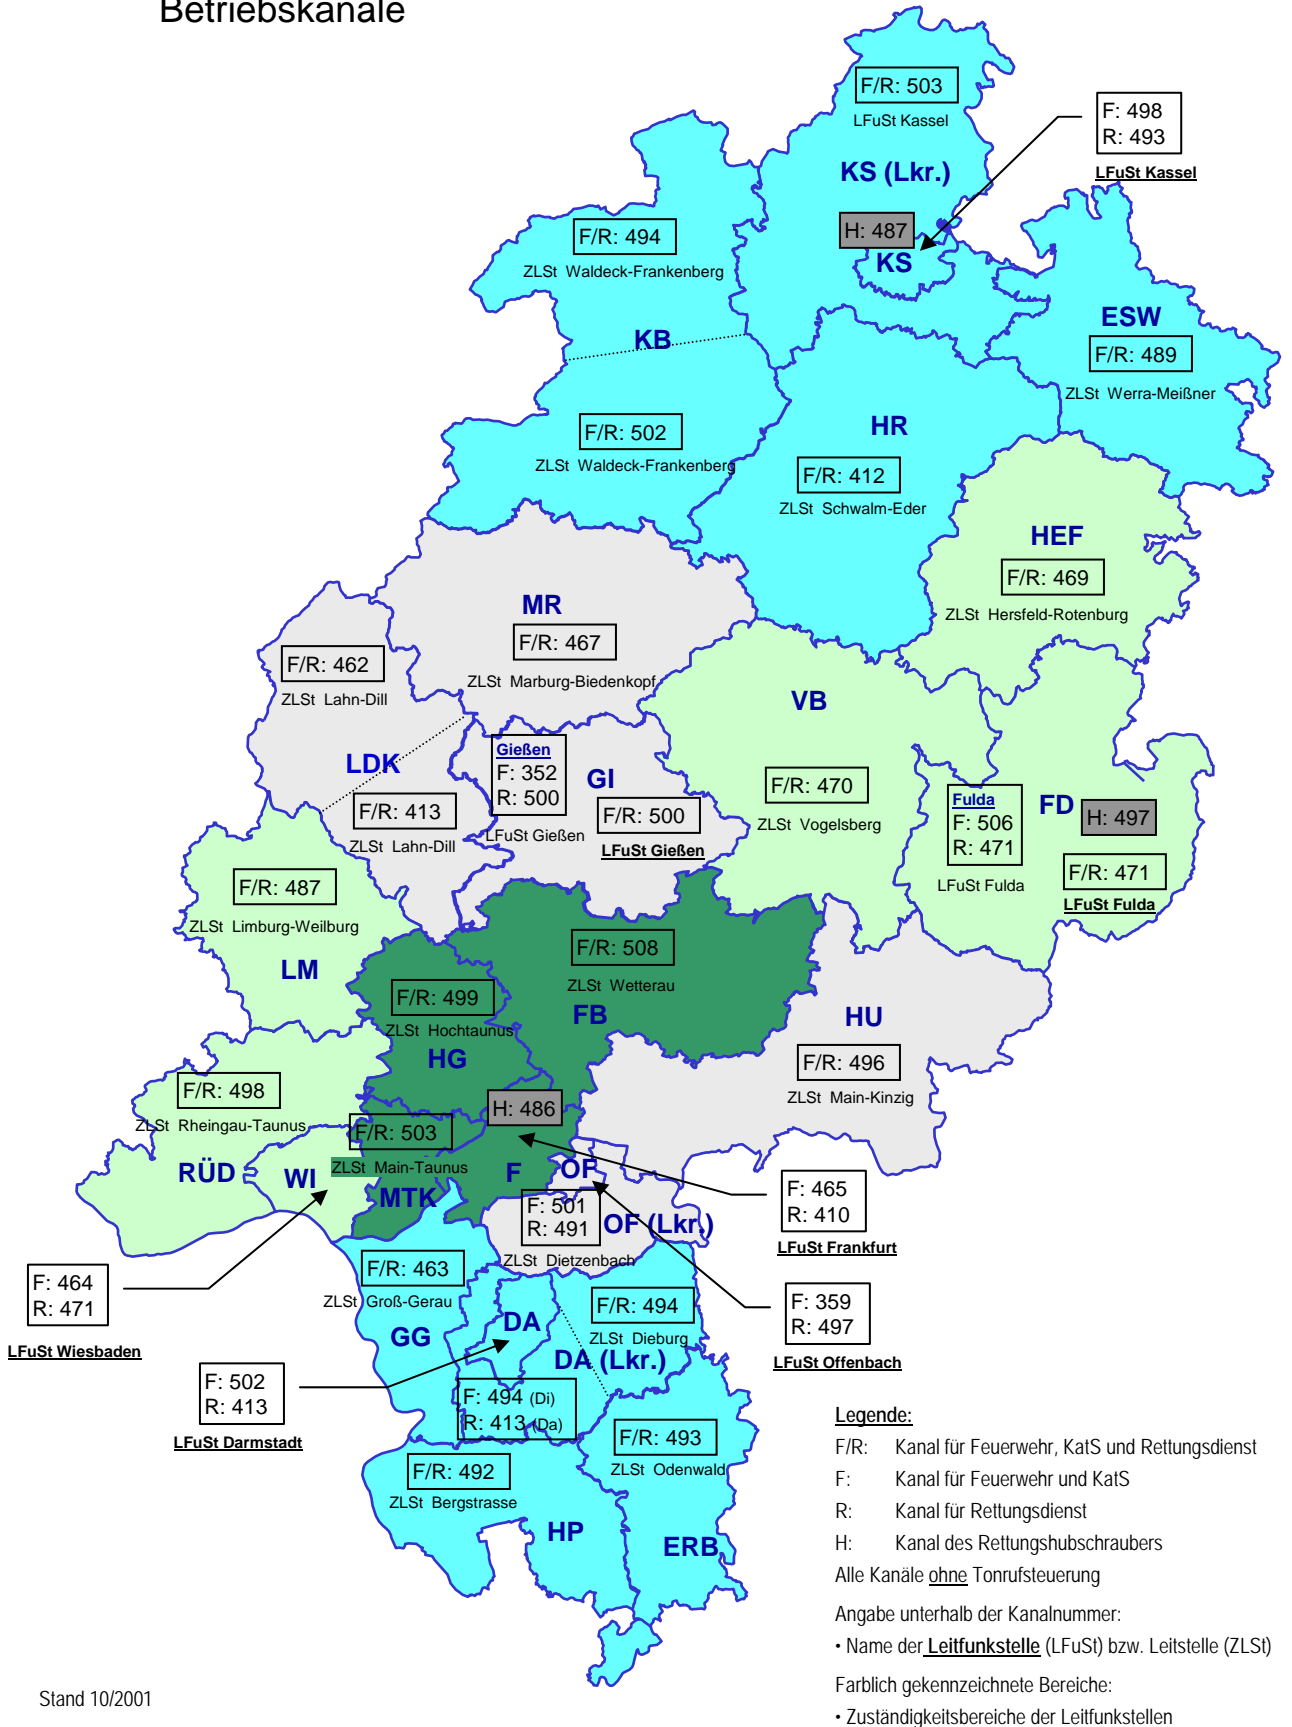 Betriebskanäle
F/R: 503
LFuSt Kassel
F: 498
R: 493
LFuSt Kassel
KS (Lkr.)
H: 487
KS
F/R: 494
ZLSt Waldeck-Frankenberg
KB
ESW
F/R: 489
ZLSt Werra-Meißner
F/R: 502
ZLSt Waldeck-Frankenberg
HR
F/R: 412
ZLSt Schwalm-Eder
HEF
F/R: 469
ZLSt Hersfeld-Rotenburg
MR
F/R: 467
ZLSt Marburg-Biedenkopf
F/R: 462
ZLSt Lahn-Dill
LDK
F/R: 413
ZLSt Lahn-Dill
Gießen
F: 352
R: 500
LFuSt Gießen
GI
F/R: 500
LFuSt Gießen
VB
F/R: 470
ZLSt Vogelsberg
Fulda
F: 506
R: 471
LFuSt Fulda
FD
H: 497
F/R: 471
LFuSt Fulda
F/R: 487
ZLSt Limburg-Weilburg
LM
F/R: 508
ZLSt Wetterau
FB
F/R: 499
ZLSt Hochtaunus
HG
HU
F/R: 496
ZLSt Main-Kinzig
F/R: 498
ZLSt Rheingau-Taunus
RÜD
WI
H: 486
F/R: 503
ZLSt Main-Taunus
MTK
F
OF
F: 501
R: 491
OF (Lkr.)
ZLSt Dietzenbach
F: 465
R: 410
LFuSt Frankfurt
F: 464
R: 471
LFuSt Wiesbaden
F/R: 463
ZLSt Groß-Gerau
GG
DA
F/R: 494
ZLSt Dieburg
DA (Lkr.)
F: 359
R: 497
LFuSt Offenbach
F: 502
R: 413
LFuSt Darmstadt
F: 494 (Di)
R: 413 (Da)
F/R: 493
ZLSt Odenwald
F/R: 492
ZLSt Bergstrasse
HP
ERB
Legende:
F/R: Kanal für Feuerwehr, KatS und Rettungsdienst
F: Kanal für Feuerwehr und KatS
R: Kanal für Rettungsdienst
H: Kanal des Rettungshubschraubers
Alle Kanäle ohne Tonrufsteuerung
Angabe unterhalb der Kanalnummer:
• Name der Leitfunkstelle (LFuSt) bzw. Leitstelle (ZLSt)
Farblich gekennzeichnete Bereiche:
• Zuständigkeitsbereiche der Leitfunkstellen
Stand 10/2001